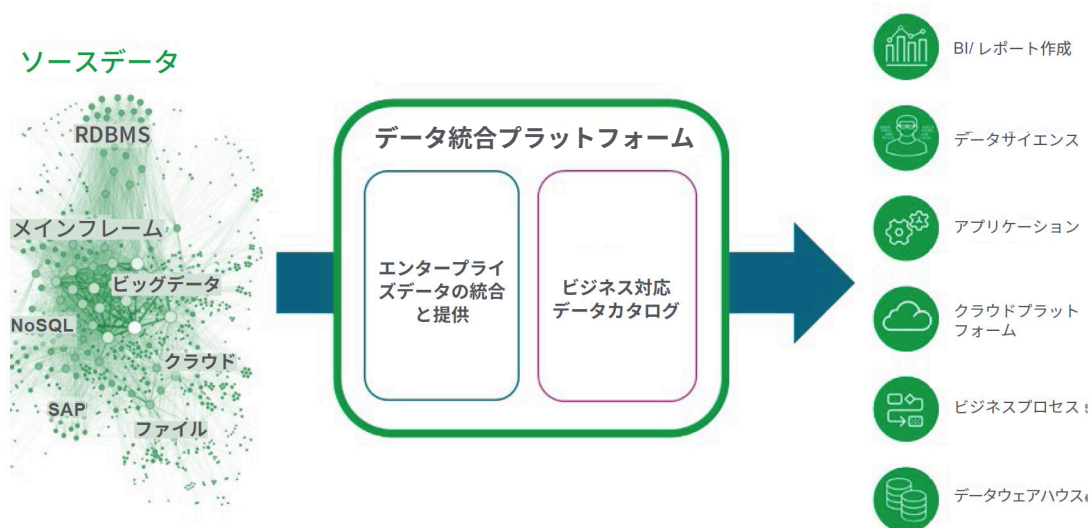 ソースデータ
RDBMS
メインフレーム
ビッグデータ
NoSQL
クラウド
SAP
ファイル
データ統合プラットフォーム
エンタープライ
ズデータの統合
と提供
ビジネス対応
データカタログ
BI/ レポート作成
データサイエンス
アプリケーション
クラウドプラット
フォーム
ビジネスプロセス
データウェアハウス